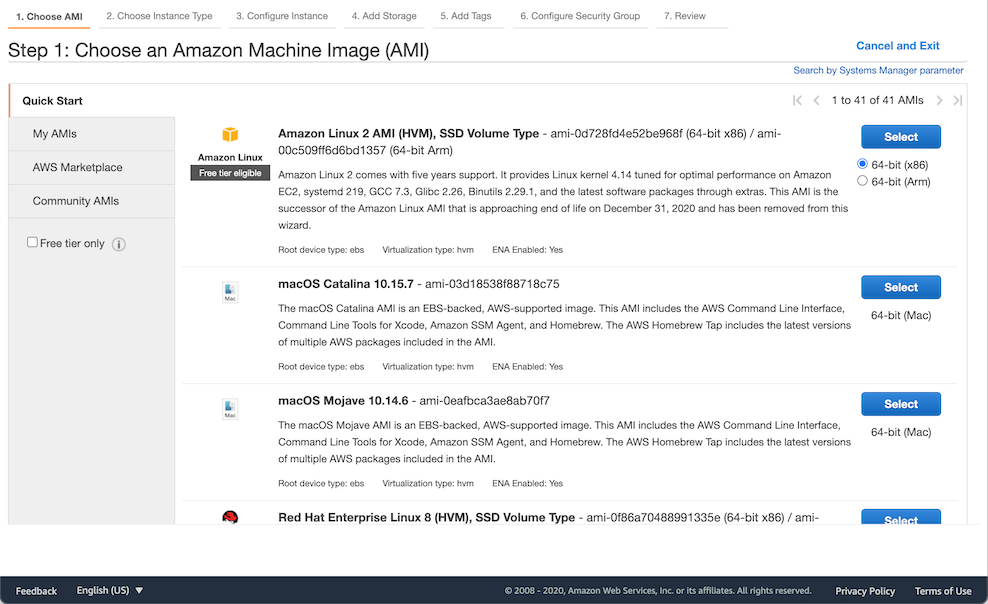 1. Choose AMI 2. Choose Instance Type 3. Configure Instance 4. Add Storage 5. Add Tags 6. Configure Security Group 7. Review
Step 1: Choose an Amazon Machine Image (AMI)
Cancel and Exit
Search by Systems Manager parameter
Quick Start
1 to 41 of 41 AMIs
My AMIs
AWS Marketplace
Community AMIs
Free tier only
Amazon Linux
Free tier eligible
Amazon Linux 2 AMI (HVM), SSD Volume Type - ami-0d728fd4e52be968f (64-bit x86) / ami-
00c509ff6d6bd1357 (64-bit Arm)
Amazon Linux 2 comes with five years support. It provides Linux kernel 4.14 tuned for optimal performance on Amazon
EC2, systemd 219, GCC 7.3, Glibc 2.26, Binutils 2.29.1, and the latest software packages through extras. This AMI is the
successor of the Amazon Linux AMI that is approaching end of life on December 31, 2020 and has been removed from this
wizard.
Root device type: ebs Virtualization type: hvm ENA Enabled: Yes
Select
64-bit (x86)
64-bit (Arm)
Mac
macOS Catalina 10.15.7 - ami-03d18538f88718c75
The macOS Catalina AMI is an EBS-backed, AWS-supported image. This AMI includes the AWS Command Line Interface,
Command Line Tools for Xcode, Amazon SSM Agent, and Homebrew. The AWS Homebrew Tap includes the latest versions
of multiple AWS packages included in the AMI.
Root device type: ebs Virtualization type: hvm ENA Enabled: Yes
Select
64-bit (Mac)
Mac
macOS Mojave 10.14.6 - ami-0eafbca3ae8ab70f7
The macOS Mojave AMI is an EBS-backed, AWS-supported image. This AMI includes the AWS Command Line Interface,
Command Line Tools for Xcode, Amazon SSM Agent, and Homebrew. The AWS Homebrew Tap includes the latest versions
of multiple AWS packages included in the AMI.
Root device type: ebs Virtualization type: hvm ENA Enabled: Yes
Select
64-bit (Mac)
Red Hat Enterprise Linux 8 (HVM), SSD Volume Type - ami-0f86a70488991335e (64-bit x86) / ami-
Select
Feedback English (US) © 2008 - 2020, Amazon Web Services, Inc. or its affiliates. All rights reserved. Privacy Policy Terms of Use